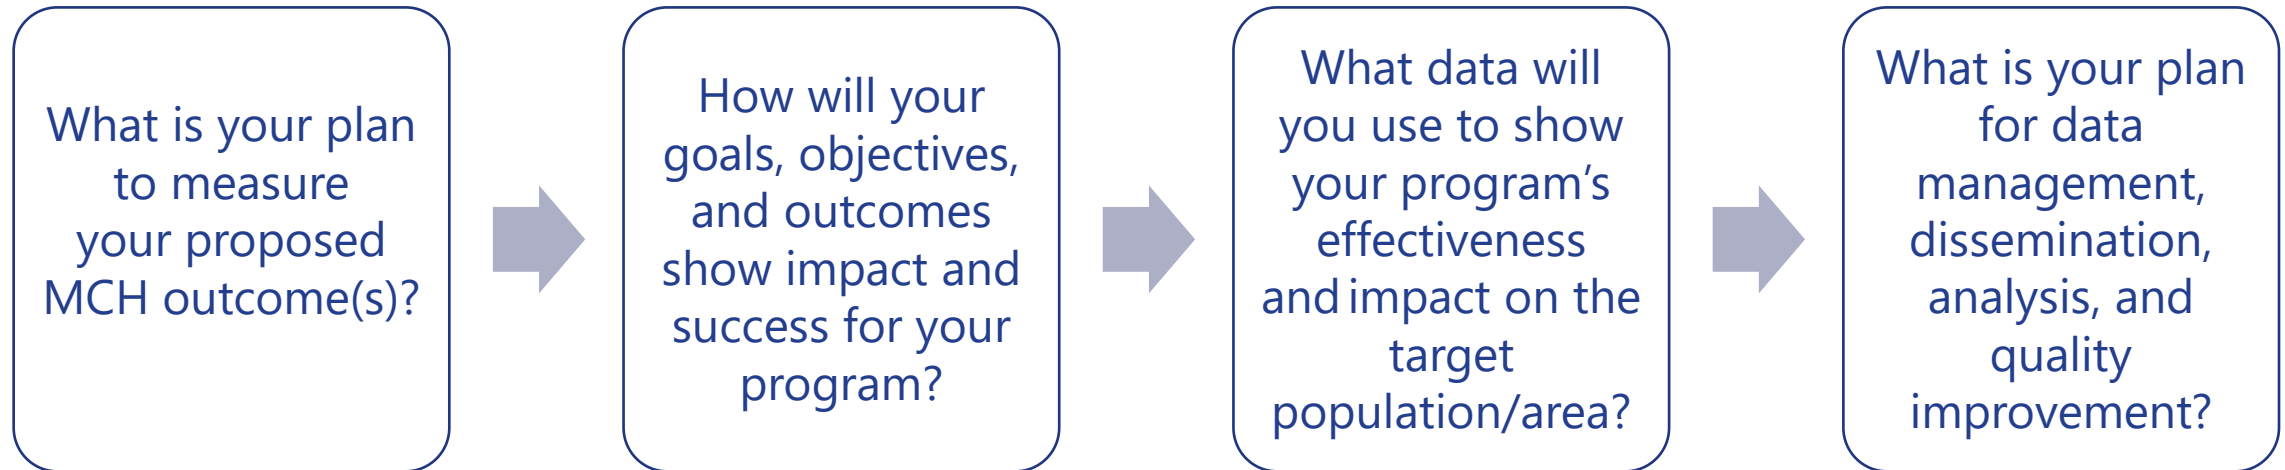 What is your plan
to measure
your proposed
MCH outcome(s)?
How will your
goals, objectives,
and outcomes
show impact and
success for your
program?
What data will
you use to show
your program’s
effectiveness
and impact on the
target
population/area?
What is your plan
for data
management,
dissemination,
analysis, and
quality
improvement?